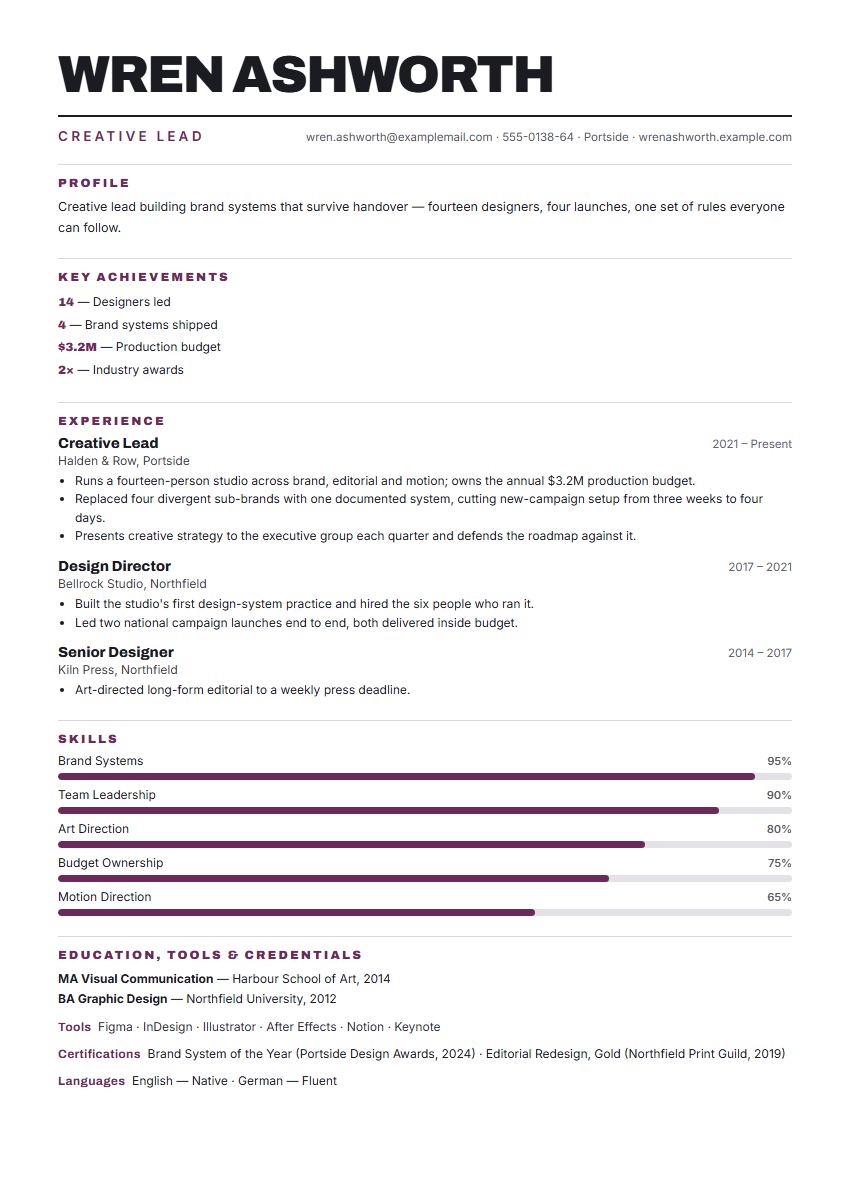 WREN ASHWORTH
CREATIVE LEAD
wren.ashworth@examplemail.com · 555-0138-64 · Portside · wrenashworth.example.com
PROFILE
Creative lead building brand systems that survive handover — fourteen designers, four launches, one set of rules everyone
can follow.
KEY ACHIEVEMENTS
14 — Designers led
4 — Brand systems shipped
$3.2M — Production budget
2× — Industry awards
EXPERIENCE
Creative Lead 2021 – Present
Halden & Row, Portside
• Runs a fourteen-person studio across brand, editorial and motion; owns the annual $3.2M production budget.
• Replaced four divergent sub-brands with one documented system, cutting new-campaign setup from three weeks to four
days.
• Presents creative strategy to the executive group each quarter and defends the roadmap against it.
Design Director 2017 – 2021
Bellrock Studio, Northfield
• Built the studio's first design-system practice and hired the six people who ran it.
• Led two national campaign launches end to end, both delivered inside budget.
Senior Designer 2014 – 2017
Kiln Press, Northfield
• Art-directed long-form editorial to a weekly press deadline.
SKILLS
Brand Systems 95%
Team Leadership 90%
Art Direction 80%
Budget Ownership 75%
Motion Direction 65%
EDUCATION, TOOLS & CREDENTIALS
MA Visual Communication — Harbour School of Art, 2014
BA Graphic Design — Northfield University, 2012
Tools Figma · InDesign · Illustrator · After Effects · Notion · Keynote
Certifications Brand System of the Year (Portside Design Awards, 2024) · Editorial Redesign, Gold (Northfield Print Guild, 2019)
Languages English — Native · German — Fluent